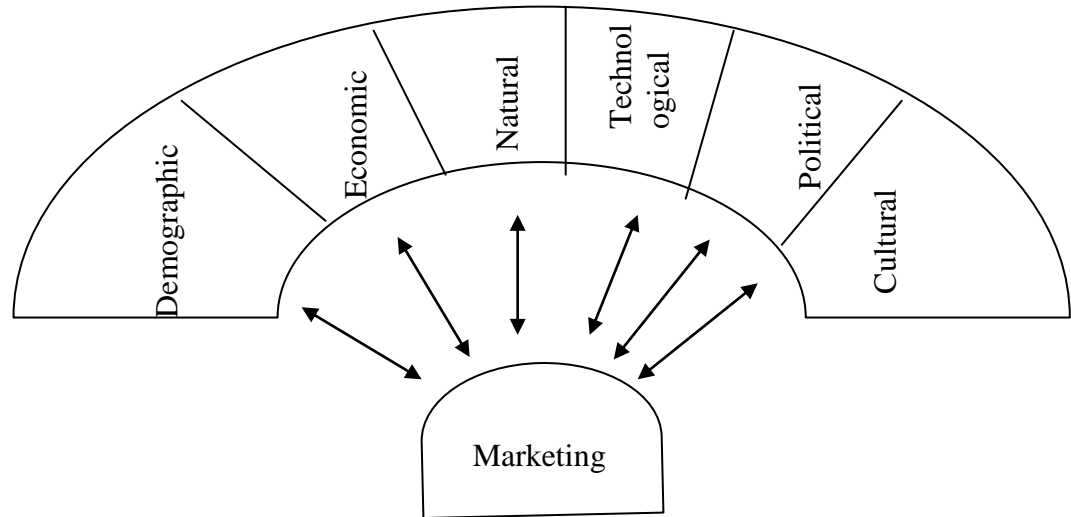 Demographic
Economic
Natural
Technol
ogical
Political
Cultural
Marketing